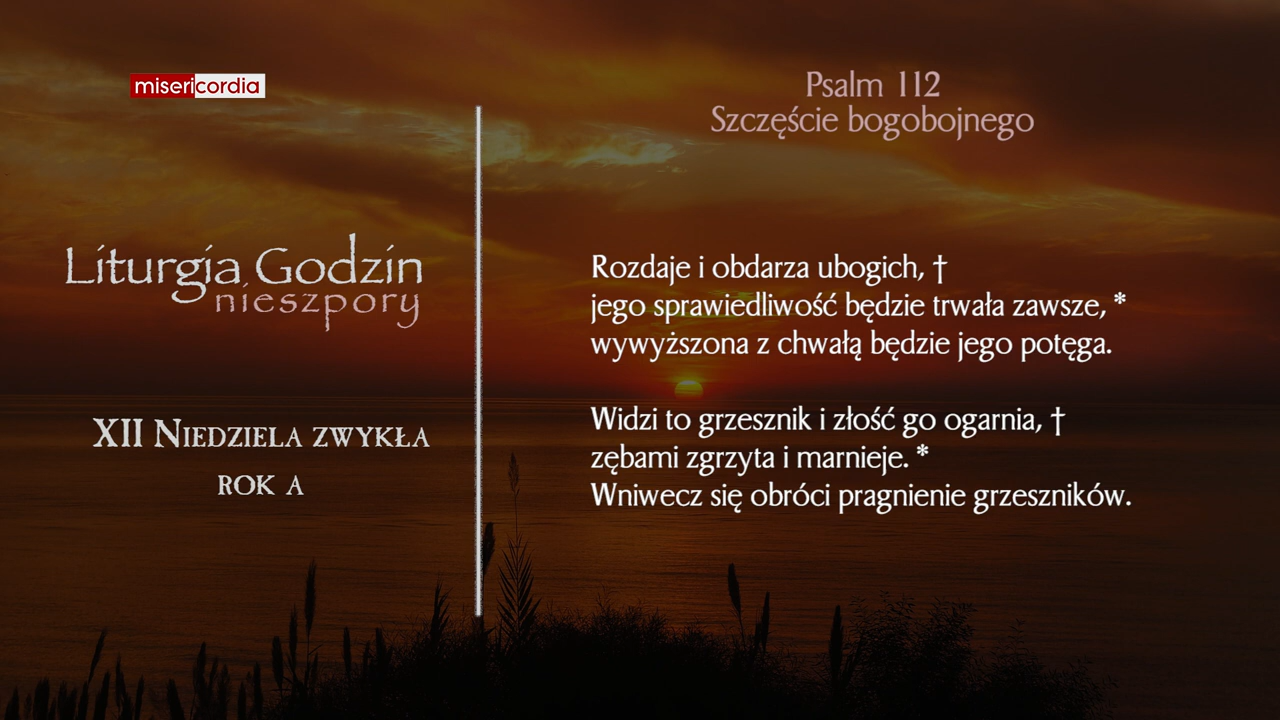 misericordia
Liturgia Godzin
nieszpory
XII Niedziela zwykła
rok A
Psalm 112
Szczęście bogobojnego
Rozdaje i obdarza ubogich, †
jego sprawiedliwość będzie trwała zawsze, *
wywyższona z chwałą będzie jego potęga.
Widzi to grzesznik i złość go ogarnia, †
zębami zgrzyta i marnieje. *
Wniwecz się obróci pragnienie grzeszników.